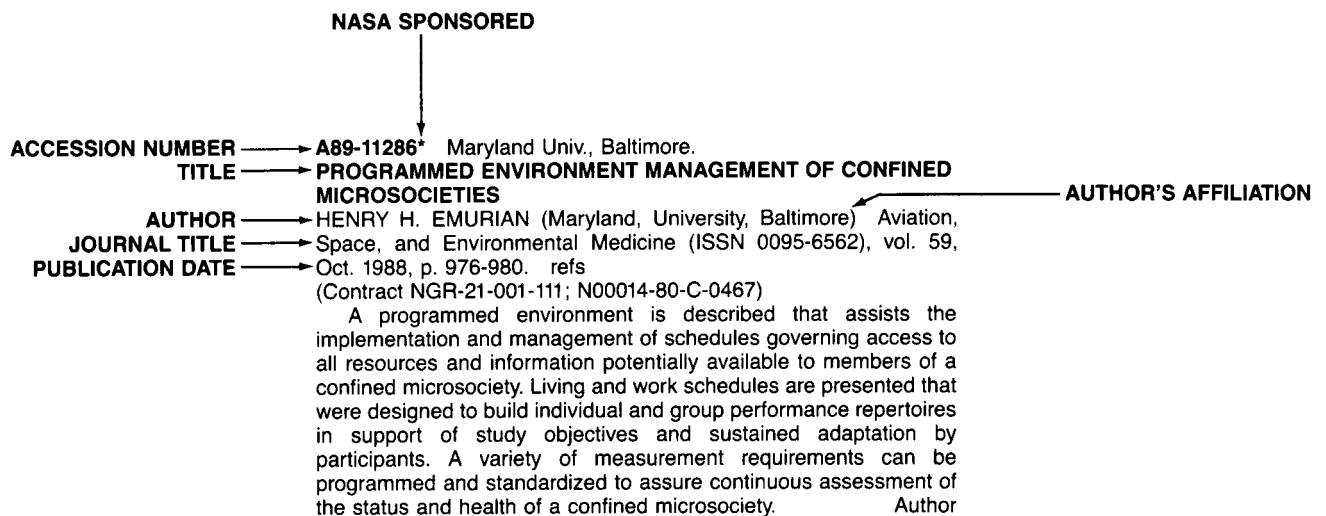 NASA SPONSORED
ACCESSION NUMBER A89-11286* Maryland Univ., Baltimore.
TITLE PROGRAMMED ENVIRONMENT MANAGEMENT OF CONFINED
MICROSOCIETIES AUTHOR'S AFFILIATION
AUTHOR HENRY H. EMURIAN (Maryland, University, Baltimore) Aviation,
JOURNAL TITLE Space, and Environmental Medicine (ISSN 0095-6562), vol. 59,
PUBLICATION DATE Oct. 1988, p. 976-980. refs
(Contract NGR-21-001-111; N00014-80-C-0467)
A programmed environment is described that assists the
implementation and management of schedules governing access to
all resources and information potentially available to members of a
confined microsociety. Living and work schedules are presented that
were designed to build individual and group performance repertoires
in support of study objectives and sustained adaptation by
participants. A variety of measurement requirements can be
programmed and standardized to assure continuous assessment of
the status and health of a confined microsociety. Author